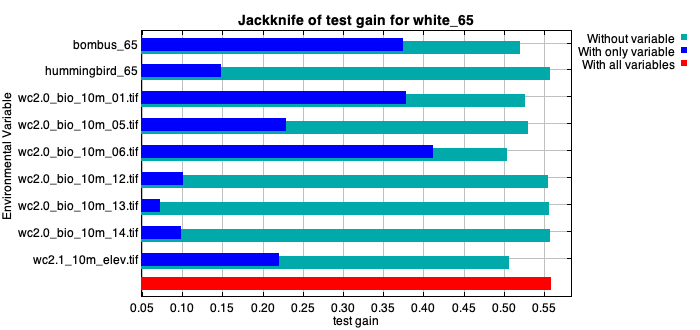 Jackknife of test gain for white_65
Without variable
With only variable
With all variables
Environmental Variable
bombus_65
hummingbird_65
wc2.0_bio_10m_01.tif
wc2.0_bio_10m_05.tif
wc2.0_bio_10m_06.tif
wc2.0_bio_10m_12.tif
wc2.0_bio_10m_13.tif
wc2.0_bio_10m_14.tif
wc2.1_10m_elev.tif
0.05 0.10 0.15 0.20 0.25 0.30 0.35 0.40 0.45 0.50 0.55
test gain